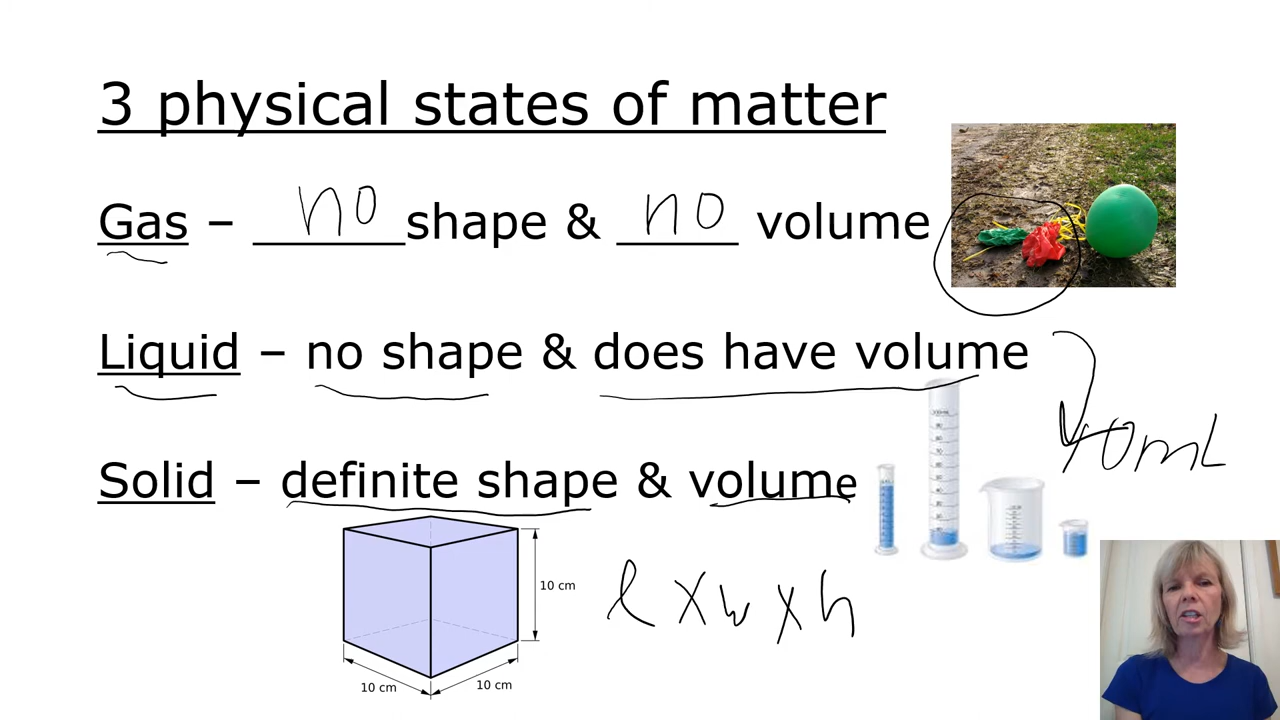 3 physical states of matter
Gas – no shape & no volume
Liquid – no shape & does have volume
40mL
Solid – definite shape & volume
10 cm
l x w x h
10 cm
10 cm